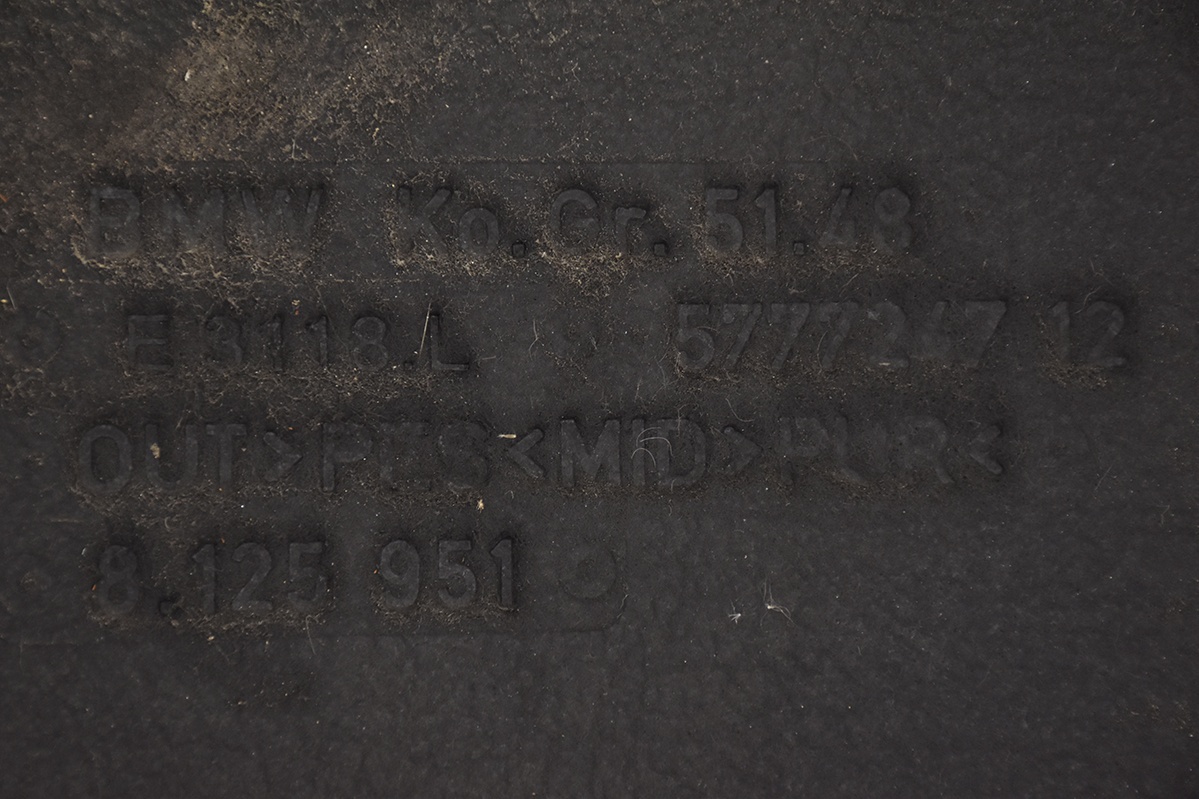 BMW Ko.Gr. 51.48
E 3118.L 5777247 12
OUT>PES<MID>PUR<
8.125 951